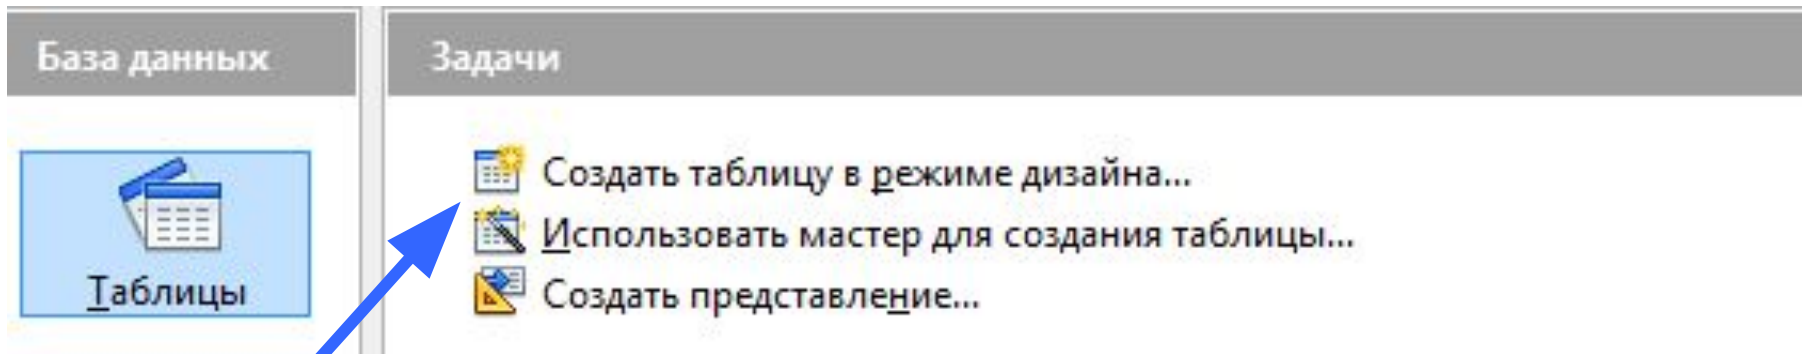 База данных
Задачи
Таблицы
Создать таблицу в режиме дизайна...
Использовать мастер для создания таблицы...
Создать представление...